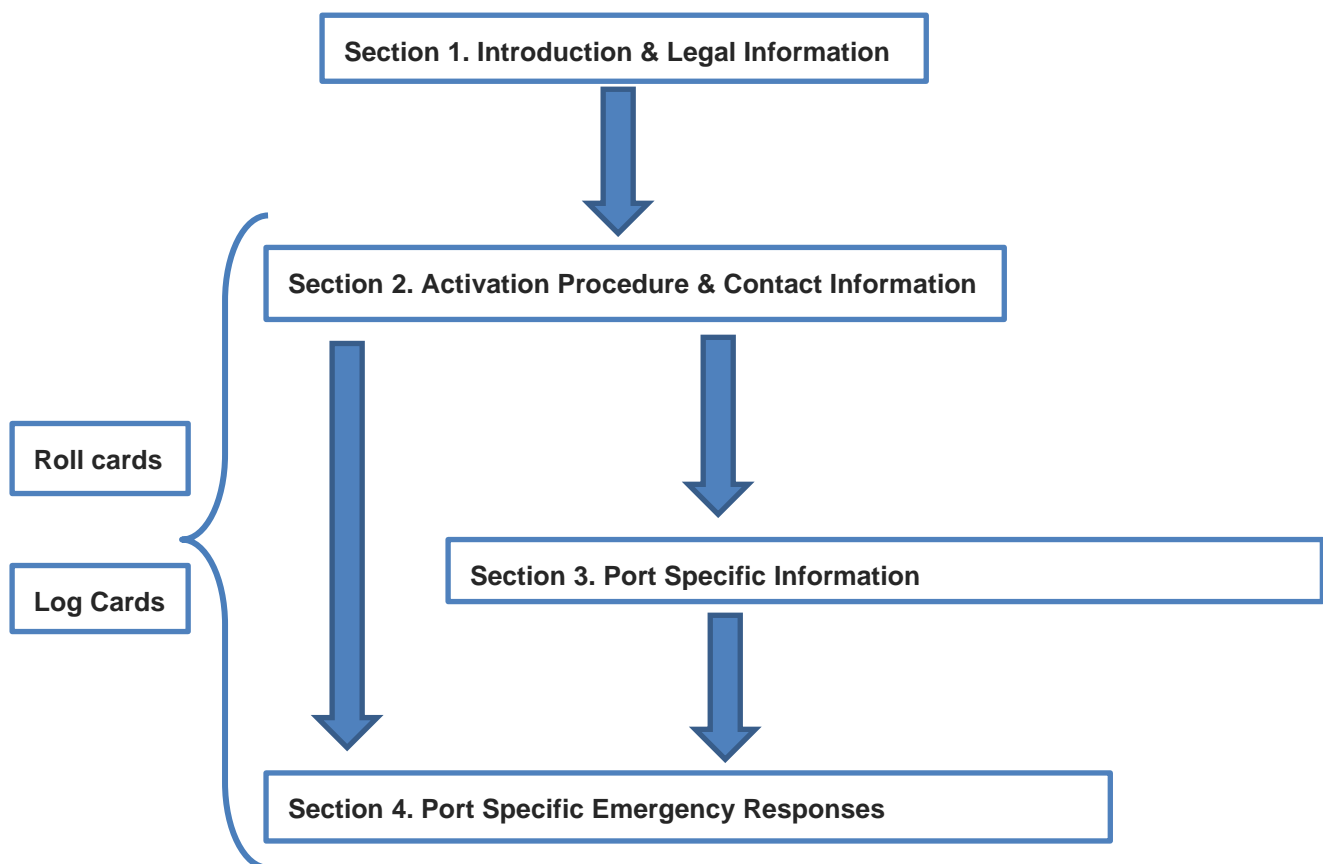 Section 1. Introduction & Legal Information
Section 2. Activation Procedure & Contact Information
Roll cards
Section 3. Port Specific Information
Log Cards
Section 4. Port Specific Emergency Responses